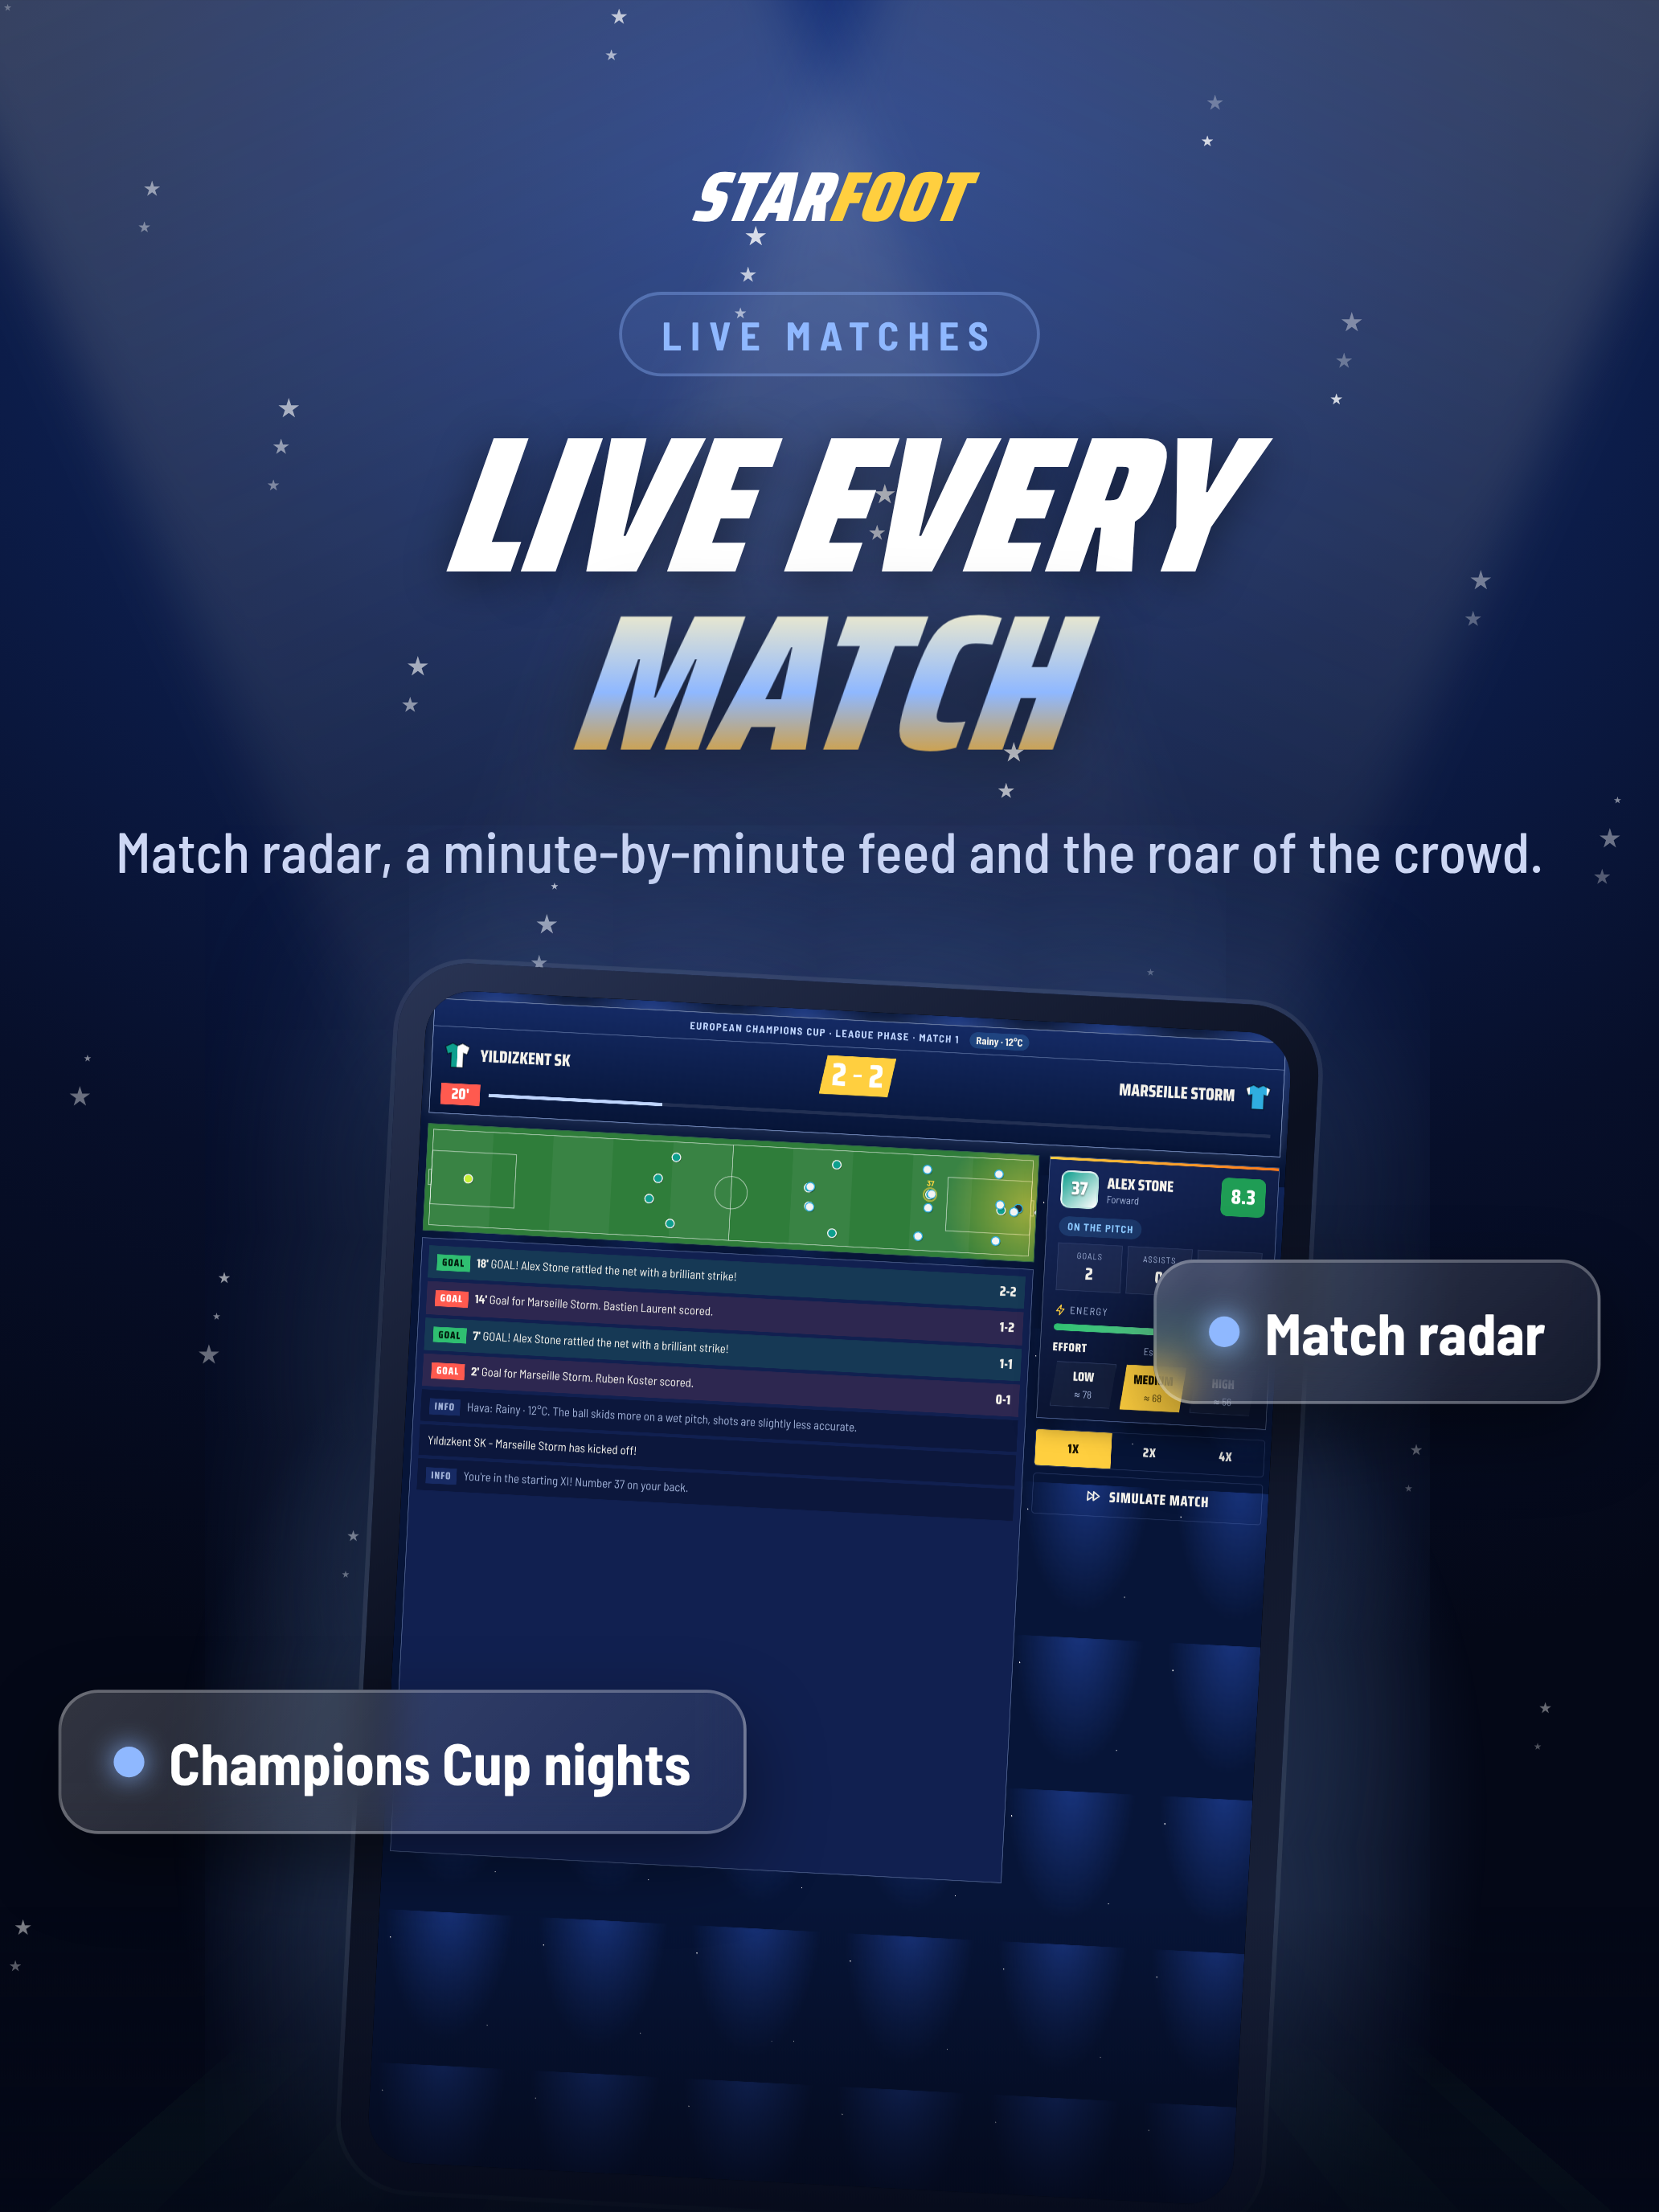 STARFOOT
LIVE MATCHES
LIVE EVERY
MATCH
Match radar, a minute-by-minute feed and the roar of the crowd.
EUROPEAN CHAMPIONS CUP · LEAGUE PHASE · MATCH 1 Rainy · 12°C
YILDIZKENT SK
2 - 2
MARSEILLE STORM
20'
37
37 ALEX STONE
Forward
8.3
ON THE PITCH
GOALS
2
ASSISTS
ENERGY
EFFORT
LOW
≈ 78
≈ 68
HIGH
≈ 56
1X 2X 4X
SIMULATE MATCH
GOAL 18' GOAL! Alex Stone rattled the net with a brilliant strike! 2-2
GOAL 14' Goal for Marseille Storm. Bastien Laurent scored. 1-2
GOAL 7' GOAL! Alex Stone rattled the net with a brilliant strike! 1-1
GOAL 2' Goal for Marseille Storm. Ruben Koster scored. 0-1
INFO Hava: Rainy · 12°C. The ball skids more on a wet pitch, shots are slightly less accurate.
Yıldızkent SK - Marseille Storm has kicked off!
INFO You're in the starting XI! Number 37 on your back.
Match radar
Champions Cup nights